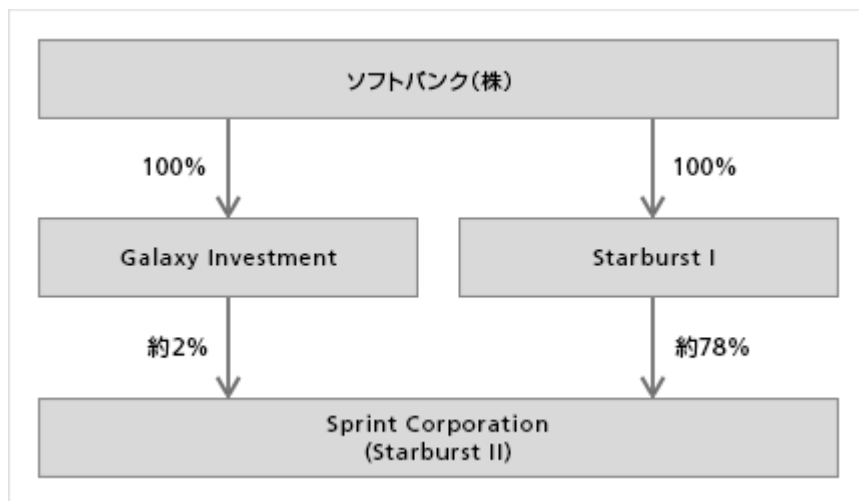 ソフトバンク(株)
100%
100%
Galaxy Investment
Starburst I
約2%
約78%
Sprint Corporation
(Starburst II)